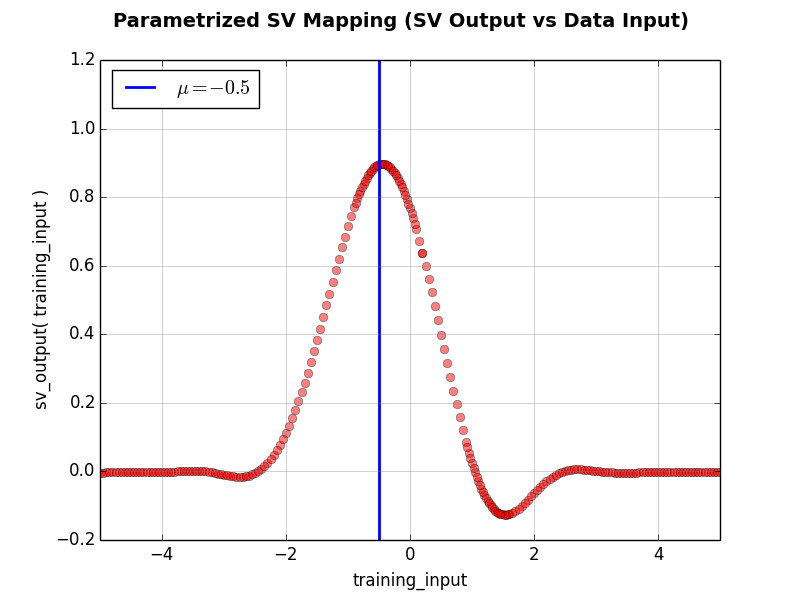 Parametrized SV Mapping (SV Output vs Data Input)
μ=−0.5
1.2
1.0
0.8
0.6
0.4
0.2
0.0
−0.2
sv_output( training_input )
−4 −2 0 2 4
training_input